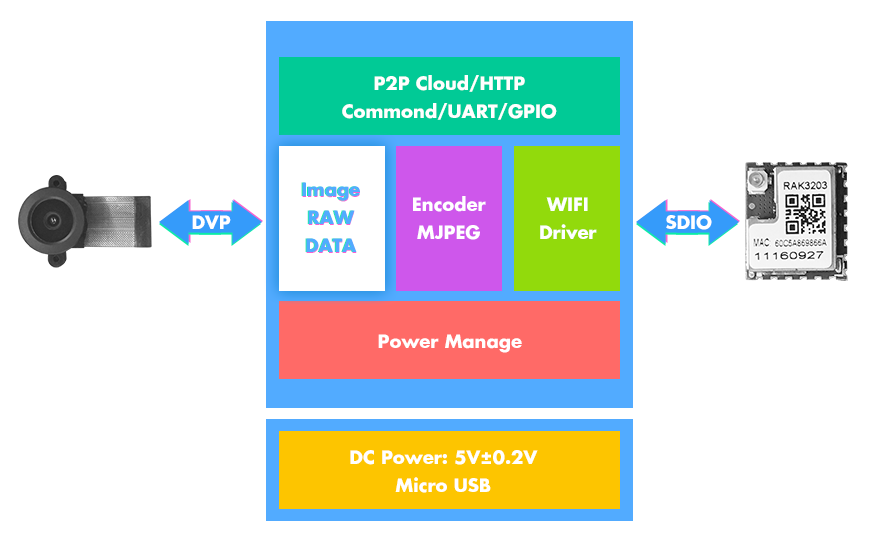 P2P Cloud/HTTP
Commond/UART/GPIO
Image
RAW
DATA
Encoder
MJPEG
WIFI
Driver
DVP
SDIO
RAK3203
MAC 60C5A869866A
11160927
Power Manage
DC Power: 5V±0.2V
Micro USB